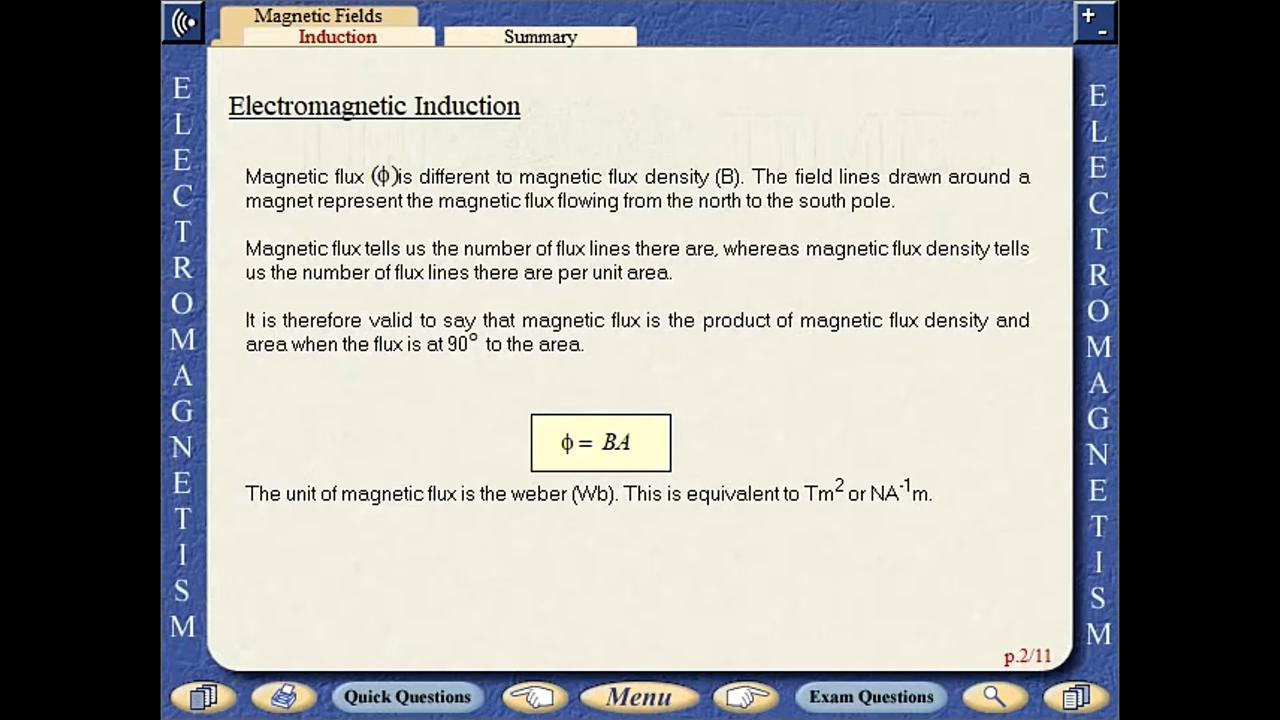 Magnetic Fields
Induction
Summary
+
-
ELECTROMAGNETISM
ELECTROMAGNETISM
Electromagnetic Induction
Magnetic flux (ϕ)is different to magnetic flux density (B). The field lines drawn around a
magnet represent the magnetic flux flowing from the north to the south pole.
Magnetic flux tells us the number of flux lines there are, whereas magnetic flux density tells
us the number of flux lines there are per unit area.
It is therefore valid to say that magnetic flux is the product of magnetic flux density and
area when the flux is at 90° to the area.
ϕ = BA
The unit of magnetic flux is the weber (Wb). This is equivalent to Tm² or NA⁻¹m.
p.2/11
Quick Questions
Menu
Exam Questions